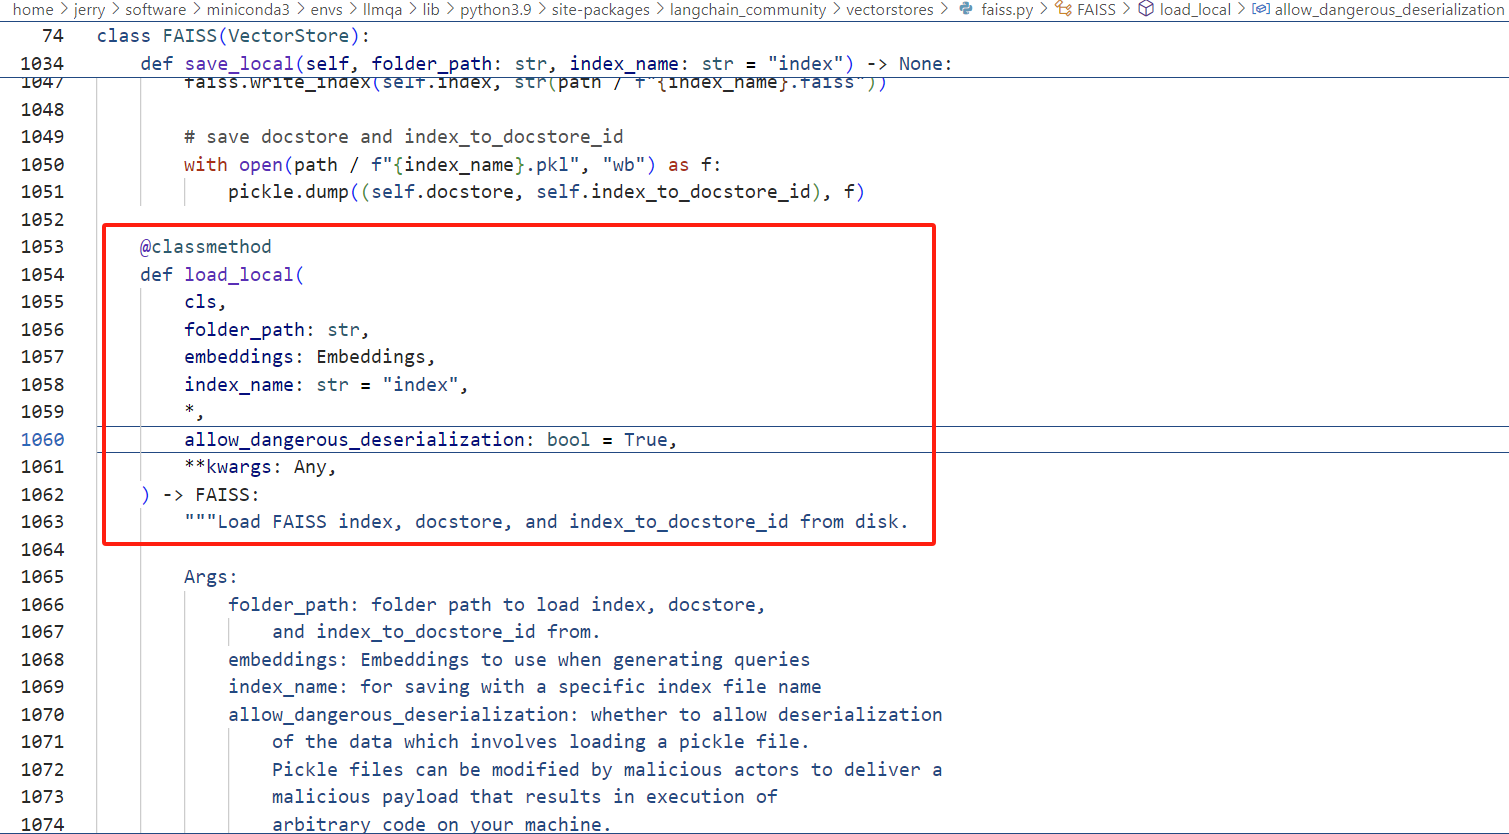 home > jerry > software > miniconda3 > envs > llmqa > lib > python3.9 > site-packages > langchain_community > vectorstores > faiss.py > FAISS > load_local > allow_dangerous_deserialization
74 class FAISS(VectorStore):
1034 def save_local(self, folder_path: str, index_name: str = "index") -> None:
1047 faiss.write_index(self.index, str(path / f"{index_name}.faiss"))
1048
1049 # save docstore and index_to_docstore_id
1050 with open(path / f"{index_name}.pkl", "wb") as f:
1051 pickle.dump((self.docstore, self.index_to_docstore_id), f)
1052
1053 @classmethod
1054 def load_local(
1055 cls,
1056 folder_path: str,
1057 embeddings: Embeddings,
1058 index_name: str = "index",
1059 *,
1060 allow_dangerous_deserialization: bool = True,
1061 **kwargs: Any,
1062 ) -> FAISS:
1063 """Load FAISS index, docstore, and index_to_docstore_id from disk.
1064
1065 Args:
1066 folder_path: folder path to load index, docstore,
1067 and index_to_docstore_id from.
1068 embeddings: Embeddings to use when generating queries
1069 index_name: for saving with a specific index file name
1070 allow_dangerous_deserialization: whether to allow deserialization
1071 of the data which involves loading a pickle file.
1072 Pickle files can be modified by malicious actors to deliver a
1073 malicious payload that results in execution of
1074 arbitrary code on your machine.